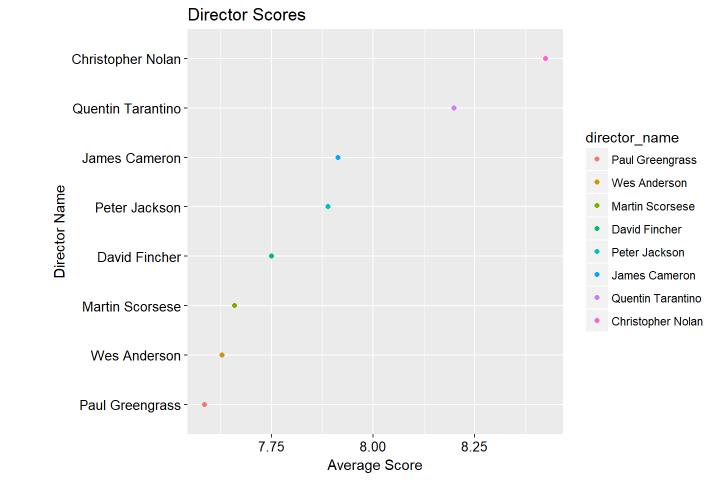 Director Scores
Christopher Nolan
Quentin Tarantino
James Cameron
Peter Jackson
David Fincher
Martin Scorsese
Wes Anderson
Paul Greengrass
Director Name
7.75
8.00
8.25
Average Score
director_name
Paul Greengrass
Wes Anderson
Martin Scorsese
David Fincher
Peter Jackson
James Cameron
Quentin Tarantino
Christopher Nolan